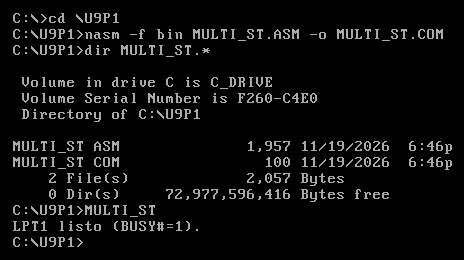 C:\>cd \U9P1
C:\U9P1>nasm -f bin MULTI_ST.ASM -o MULTI_ST.COM
C:\U9P1>dir MULTI_ST.*
Volume in drive C is C_DRIVE
Volume Serial Number is F260-C4E0
Directory of C:\U9P1
MULTI_ST ASM 1,957 11/19/2026 6:46p
MULTI_ST COM 100 11/19/2026 6:46p
2 File(s) 2,057 Bytes
0 Dir(s) 72,977,596,416 Bytes free
C:\U9P1>MULTI_ST
LPT1 listo (BUSY#=1).
C:\U9P1>